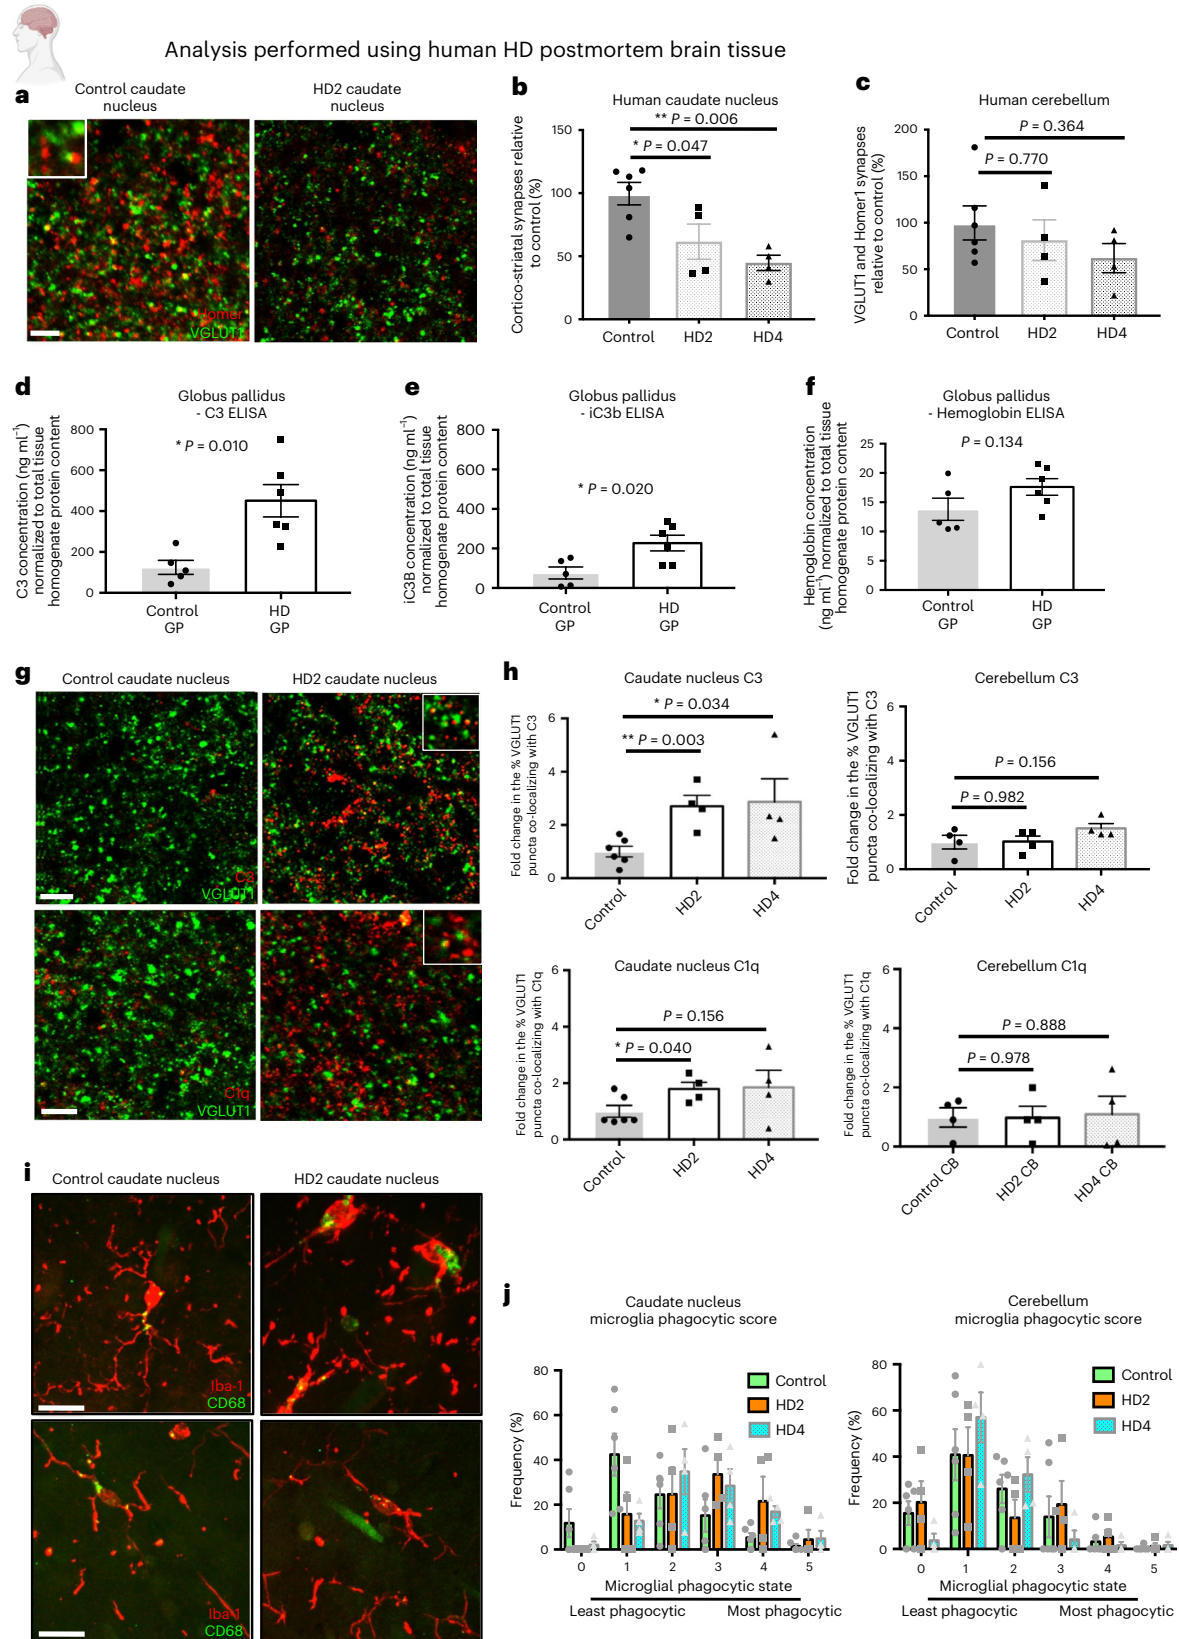 Analysis performed using human HD postmortem brain tissue
a
Control caudate
nucleus
HD2 caudate
nucleus
Homer
VGLUT1
b
Human caudate nucleus
Cortico-striatal synapses relative
to control (%)
150
100
50
0
** P = 0.006
* P = 0.047
Control
HD2
HD4
c
Human cerebellum
VGLUT1 and Homer1 synapses
relative to control (%)
200
150
100
50
0
P = 0.364
P = 0.770
Control
HD2
HD4
d
Globus pallidus
- C3 ELISA
C3 concentration (ng ml⁻¹)
normalized to total tissue
homogenate protein content
800
600
400
200
0
* P = 0.010
Control
GP
HD
GP
e
Globus pallidus
- iC3b ELISA
iC3B concentration (ng ml⁻¹)
normalized to total tissue
homogenate protein content
800
600
400
200
0
* P = 0.020
Control
GP
HD
GP
f
Globus pallidus
- Hemoglobin ELISA
Hemoglobin concentration
(ng ml⁻¹) normalized to total tissue
homogenate protein content
25
20
15
10
5
0
P = 0.134
Control
GP
HD
GP
g
Control caudate nucleus
HD2 caudate nucleus
C3
VGLUT1
C1q
VGLUT1
h
Caudate nucleus C3
Fold change in the % VGLUT1
puncta co-localizing with C3
6
4
2
0
* P = 0.034
** P = 0.003
Control
HD2
HD4
Cerebellum C3
Fold change in the % VGLUT1
puncta co-localizing with C3
6
4
2
0
P = 0.156
P = 0.982
Control
HD2
HD4
Caudate nucleus C1q
Fold change in the % VGLUT1
puncta co-localizing with C1q
6
4
2
0
P = 0.156
* P = 0.040
Control
HD2
HD4
Cerebellum C1q
Fold change in the % VGLUT1
puncta co-localizing with C1q
6
4
2
0
P = 0.888
P = 0.978
Control CB
HD2 CB
HD4 CB
i
Control caudate nucleus
HD2 caudate nucleus
Iba-1
CD68
Iba-1
CD68
j
Caudate nucleus
microglia phagocytic score
Frequency (%)
80
60
40
20
0
Control
HD2
HD4
0 1 2 3 4 5
Microglial phagocytic state
Least phagocytic
Most phagocytic
Cerebellum
microglia phagocytic score
Frequency (%)
80
60
40
20
0
Control
HD2
HD4
0 1 2 3 4 5
Microglial phagocytic state
Least phagocytic
Most phagocytic